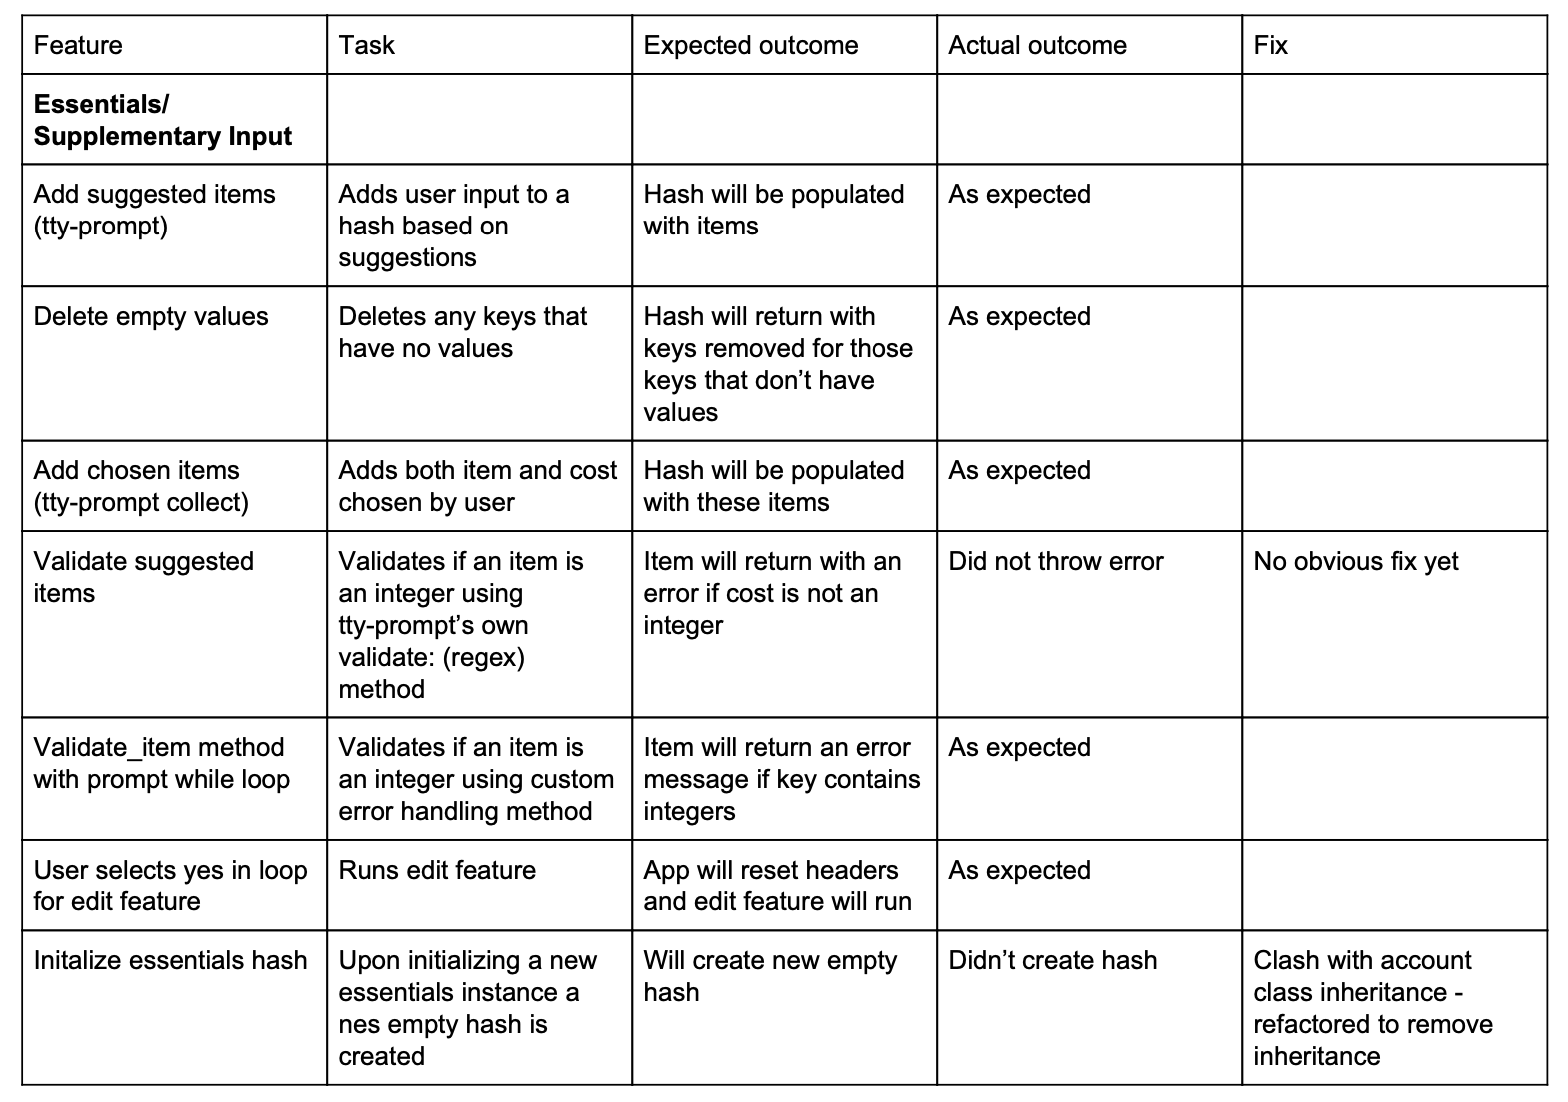 Feature
Task
Expected outcome
Actual outcome
Fix
Essentials/
Supplementary Input
Add suggested items
(tty-prompt)
Adds user input to a
hash based on
suggestions
Hash will be populated
with items
As expected
Delete empty values
Deletes any keys that
have no values
Hash will return with
keys removed for those
keys that don’t have
values
As expected
Add chosen items
(tty-prompt collect)
Adds both item and cost
chosen by user
Hash will be populated
with these items
As expected
Validate suggested
items
Validates if an item is
an integer using
tty-prompt’s own
validate: (regex)
method
Item will return with an
error if cost is not an
integer
Did not throw error
No obvious fix yet
Validate_item method
with prompt while loop
Validates if an item is
an integer using custom
error handling method
Item will return an error
message if key contains
integers
As expected
User selects yes in loop
for edit feature
Runs edit feature
App will reset headers
and edit feature will run
As expected
Initalize essentials hash
Upon initializing a new
essentials instance a
nes empty hash is
created
Will create new empty
hash
Didn’t create hash
Clash with account
class inheritance -
refactored to remove
inheritance